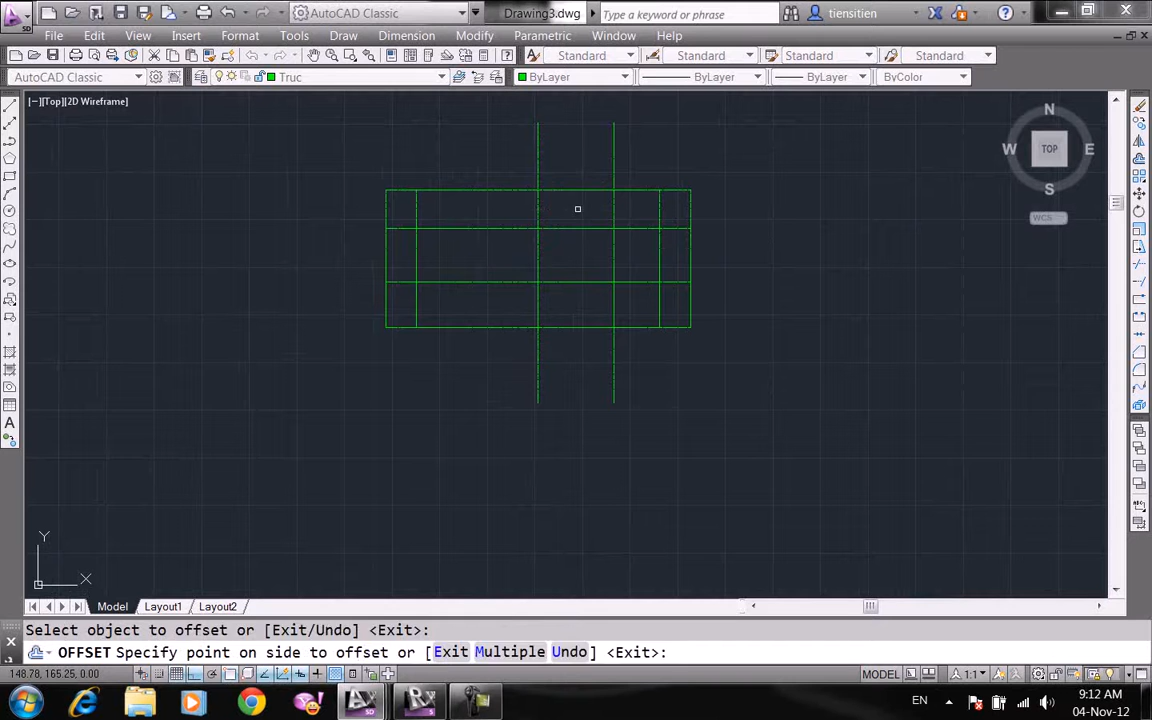 AutoCAD Classic
Drawing3.dwg
Type a keyword or phrase
tiensitien
File Edit View Insert Format Tools Draw Dimension Modify Parametric Window Help
Standard Standard Standard Standard
AutoCAD Classic Truc ByLayer ByLayer ByLayer ByColor
[−][Top][2D Wireframe]
N
W TOP E
S
WCS
Y
X
Model Layout1 Layout2
Select object to offset or [Exit/Undo] <Exit>:
OFFSET Specify point on side to offset or [Exit Multiple Undo] <Exit>:
148.78, 165.25, 0.00 MODEL 1:1
EN 9:12 AM
04-Nov-12